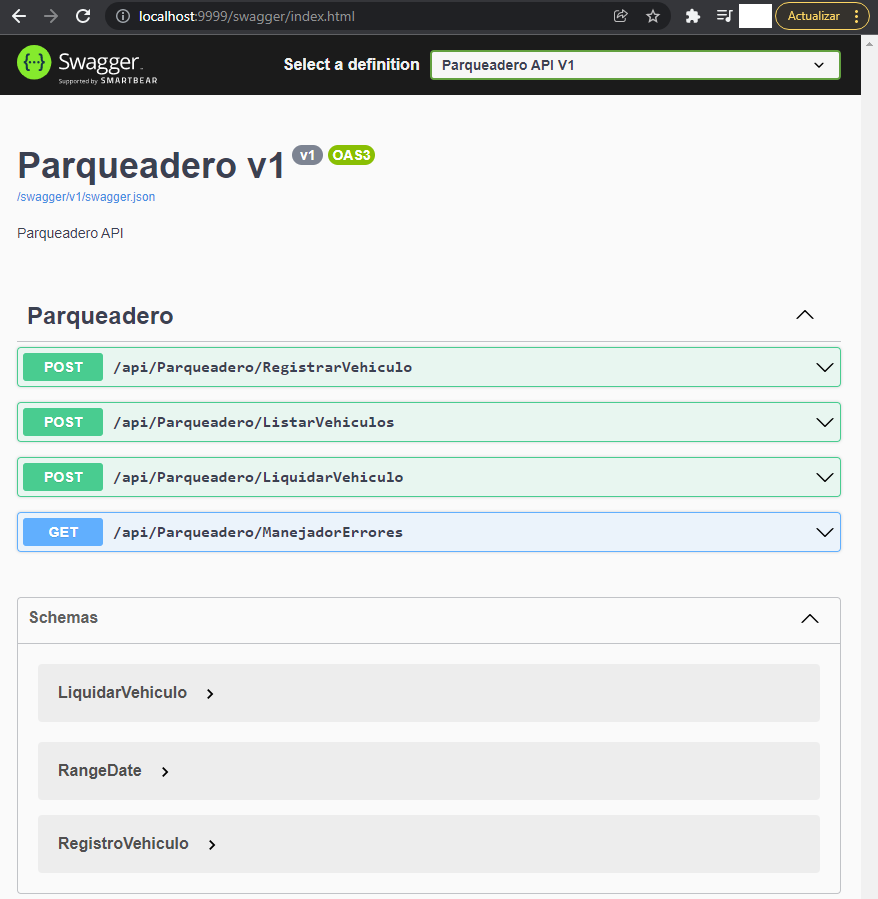 localhost:9999/swagger/index.html
Actualizar
Swagger
Supported by SMARTBEAR
Select a definition
Parqueadero API V1
Parqueadero v1 v1 OAS3
/swagger/v1/swagger.json
Parqueadero API
Parqueadero
POST /api/Parqueadero/RegistrarVehiculo
POST /api/Parqueadero/ListarVehiculos
POST /api/Parqueadero/LiquidarVehiculo
GET /api/Parqueadero/ManejadorErrores
Schemas
LiquidarVehiculo
RangeDate
RegistroVehiculo